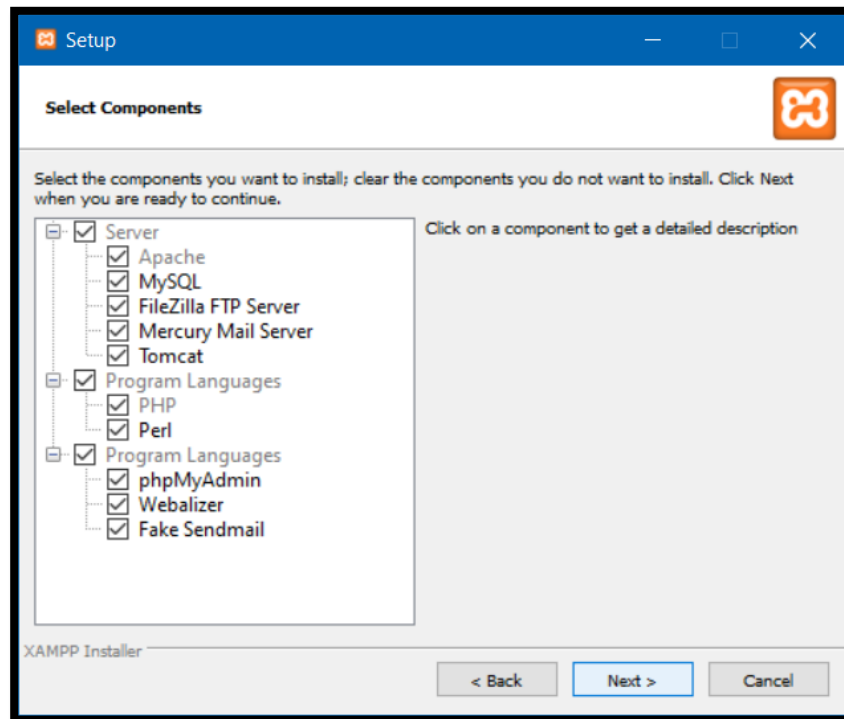 Setup
Select Components
Select the components you want to install; clear the components you do not want to install. Click Next
when you are ready to continue.
Server
Apache
MySQL
FileZilla FTP Server
Mercury Mail Server
Tomcat
Program Languages
PHP
Perl
Program Languages
phpMyAdmin
Webalizer
Fake Sendmail
Click on a component to get a detailed description
XAMPP Installer
< Back
Next >
Cancel